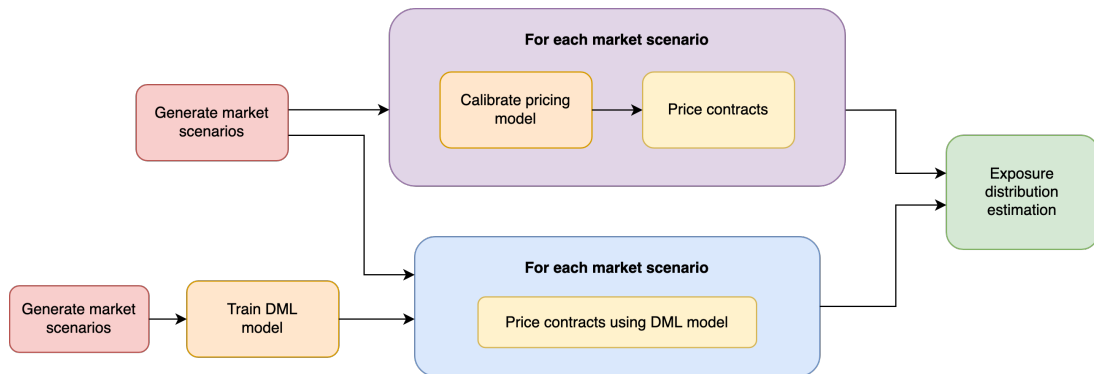 For each market scenario
Generate market
scenarios
Calibrate pricing
model
Price contracts
Exposure
distribution
estimation
For each market scenario
Generate market
scenarios
Train DML
model
Price contracts using DML model